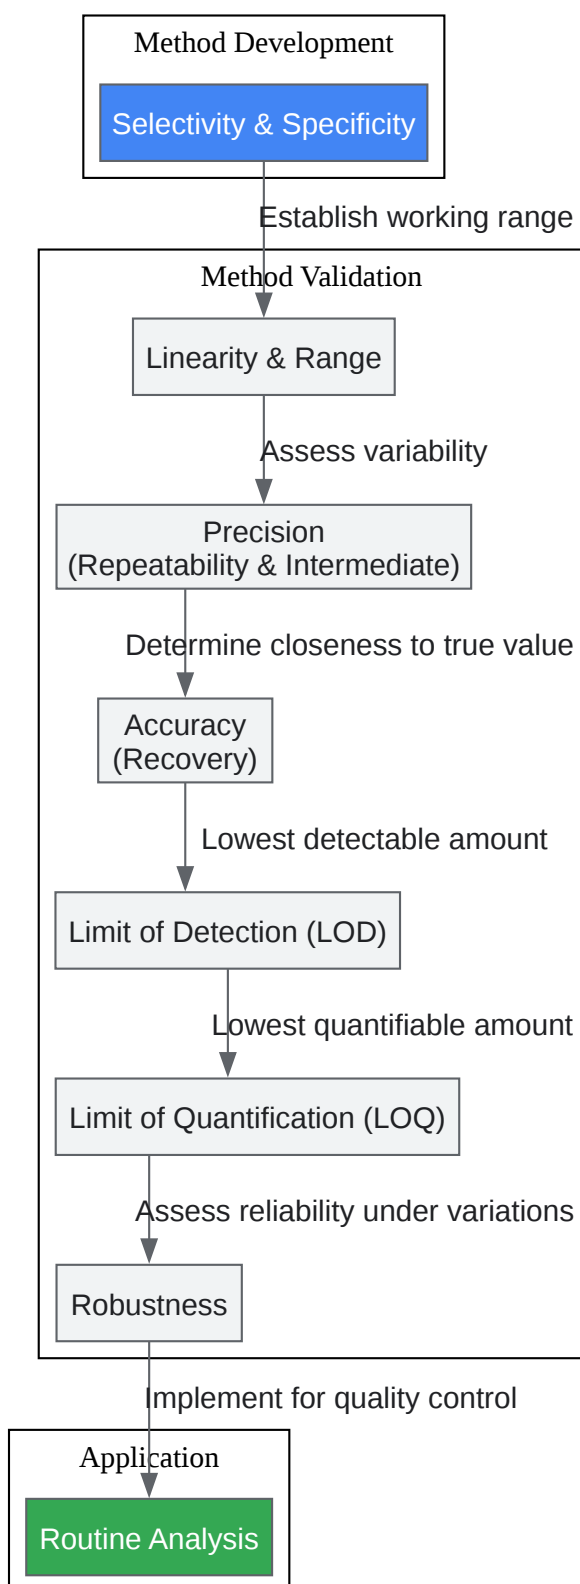 Method Development
Selectivity & Specificity
Establish working range
Method Validation
Linearity & Range
Assess variability
Precision
(Repeatability & Intermediate)
Determine closeness to true value
Accuracy
(Recovery)
Lowest detectable amount
Limit of Detection (LOD)
Lowest quantifiable amount
Limit of Quantification (LOQ)
Assess reliability under variations
Robustness
Implement for quality control
Application
Routine Analysis